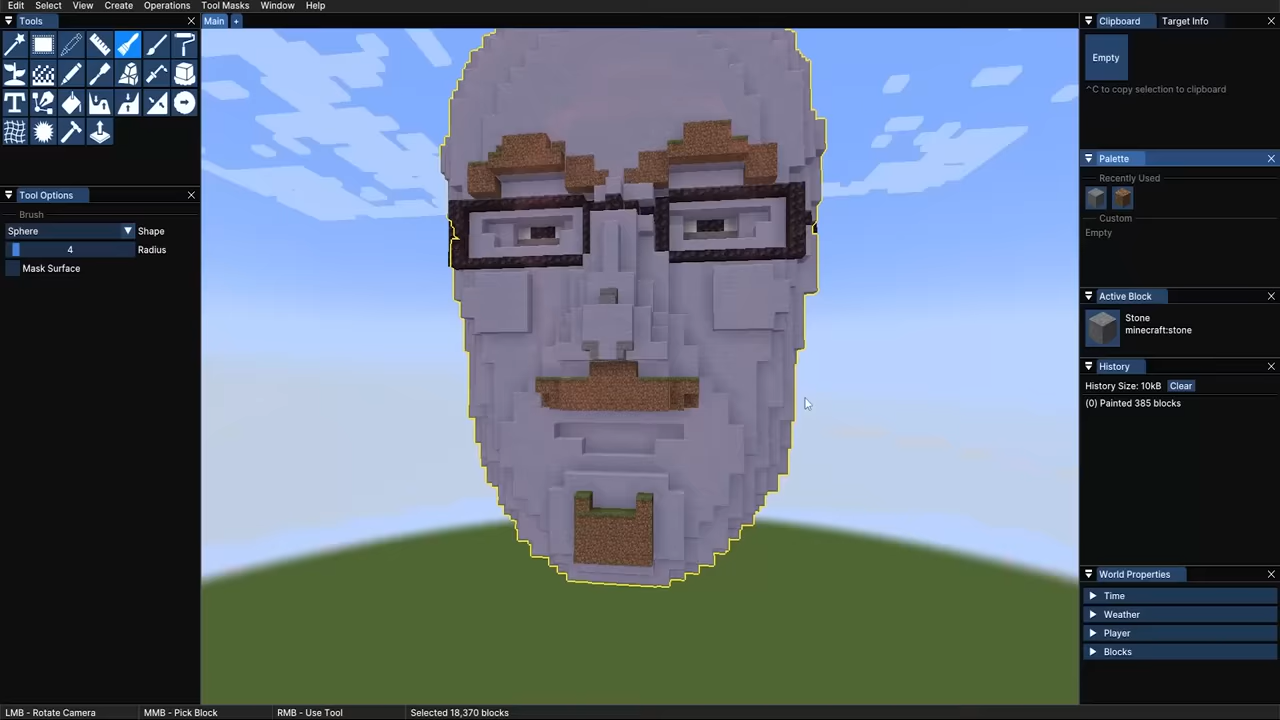 Edit Select View Create Operations Tool Masks Window Help
Tools
Main +
Clipboard Target Info
Empty
^C to copy selection to clipboard
Palette
Recently Used
Custom
Empty
Tool Options
Brush
Sphere Shape
4 Radius
Mask Surface
Active Block
Stone
minecraft:stone
History
History Size: 10kB Clear
(0) Painted 385 blocks
World Properties
Time
Weather
Player
Blocks
LMB - Rotate Camera MMB - Pick Block RMB - Use Tool Selected 18,370 blocks